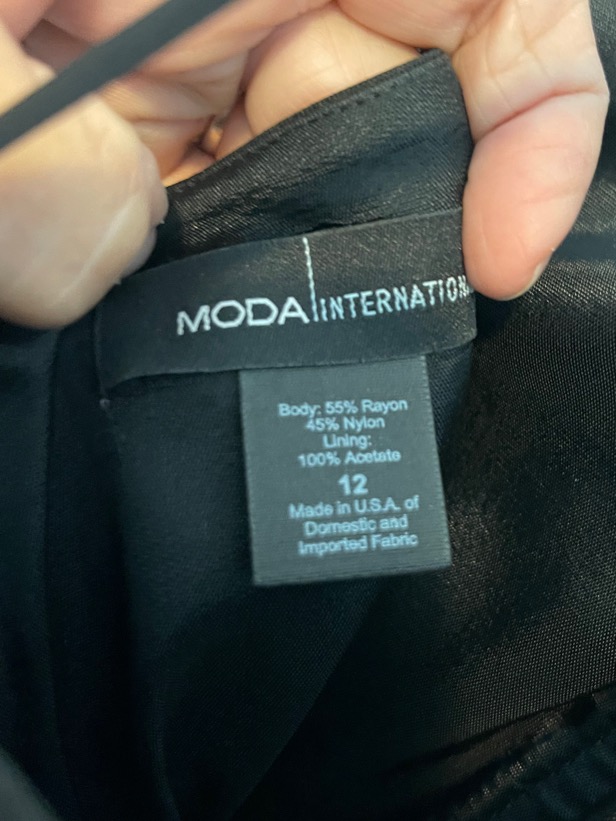 MODA INTERNATION
Body: 55% Rayon
45% Nylon
Lining:
100% Acetate
12
Made in U.S.A. of
Domestic and
Imported Fabric